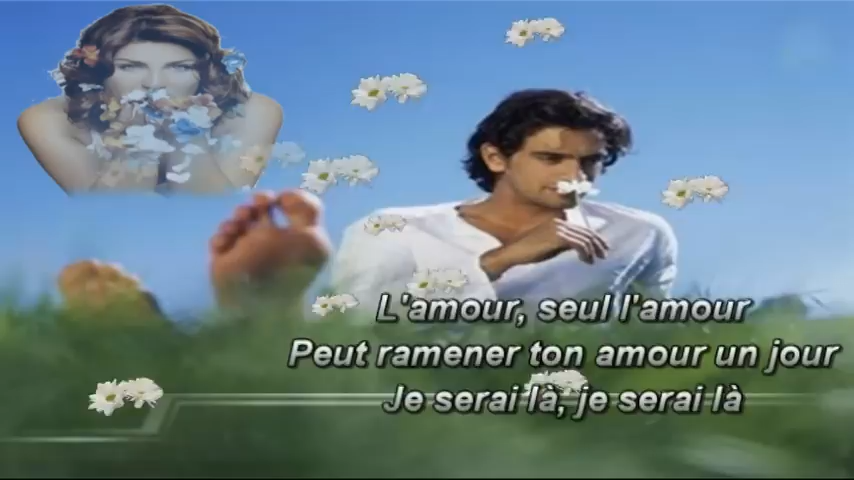 L'amour, seul l'amour
Peut ramener ton amour un jour
Je serai là, je serai là